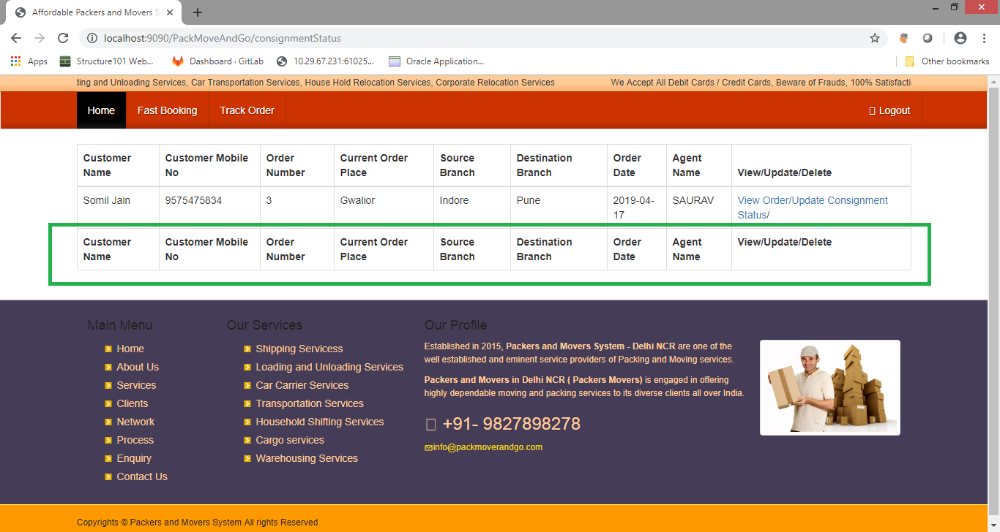 Affordable Packers and Movers S
localhost:9090/PackMoveAndGo/consignmentStatus
Apps Structure101 Web... Dashboard · GitLab 10.29.67.231:61025... Oracle Application... Other bookmarks
ding and Unloading Services, Car Transportation Services, House Hold Relocation Services, Corporate Relocation Services We Accept All Debit Cards / Credit Cards, Beware of Frauds, 100% Satisfacti
Home Fast Booking Track Order Logout
Customer Customer Mobile Order Current Order Source Destination Order Agent
Name No Number Place Branch Branch Date Name View/Update/Delete
Somil Jain 9575475834 3 Gwalior Indore Pune 2019-04- SAURAV View Order/Update Consignment
17 Status/
Customer Customer Mobile Order Current Order Source Destination Order Agent View/Update/Delete
Name No Number Place Branch Branch Date Name
Main Menu
Home
About Us
Services
Clients
Network
Process
Enquiry
Contact Us
Our Services
Shipping Servicess
Loading and Unloading Services
Car Carrier Services
Transportation Services
Household Shifting Services
Cargo services
Warehousing Services
Our Profile
Established in 2015, Packers and Movers System - Delhi NCR are one of the
well established and eminent service providers of Packing and Moving services.
Packers and Movers in Delhi NCR ( Packers Movers) is engaged in offering
highly dependable moving and packing services to its diverse clients all over India.
+91- 9827898278
info@packmoverandgo.com
Copyrights © Packers and Movers System All rights Reserved